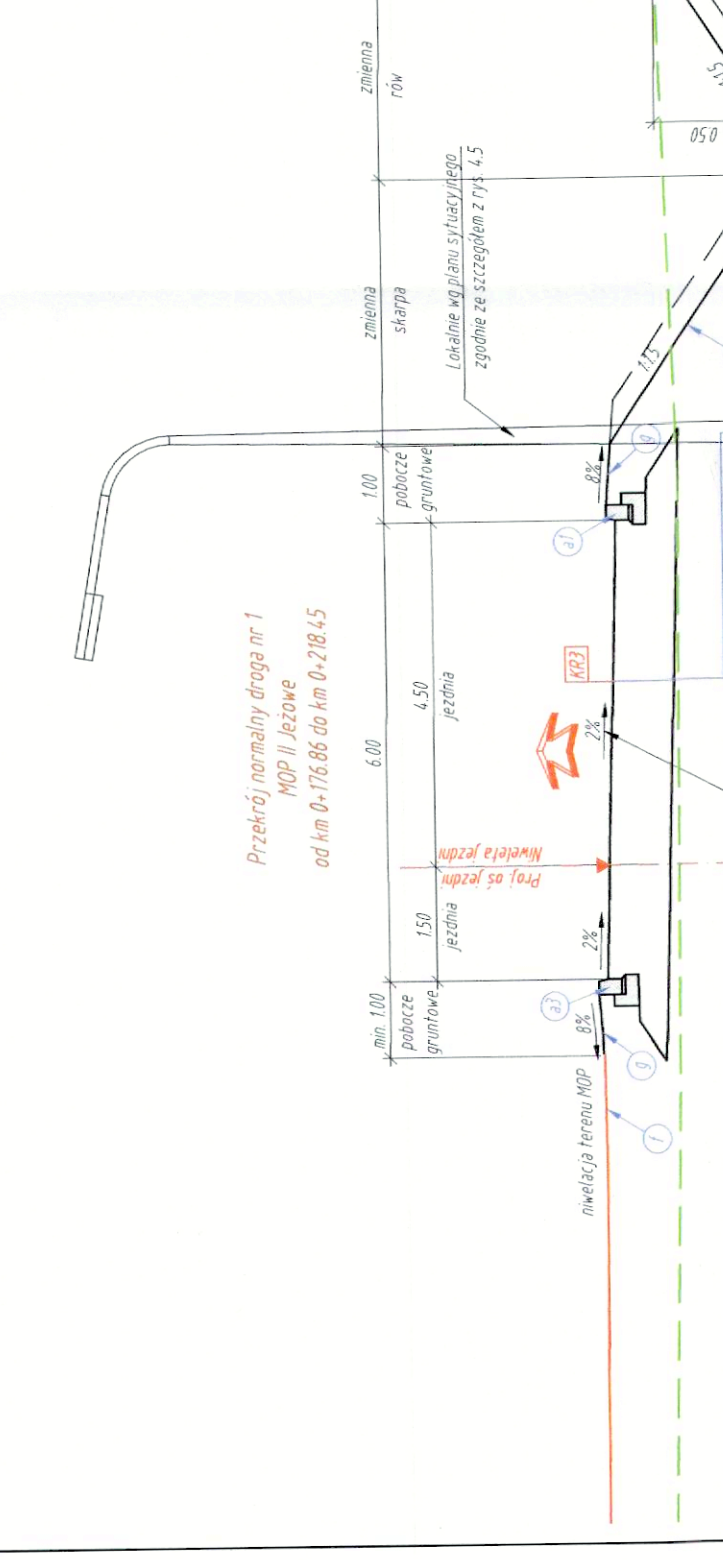 Przekrój normalny droga nr 1
MOP II Jeżowe
od km 0+176.86 do km 0+218.45
min. 1.00
6.00
1.00
zmienna
zmienna
pobocze
gruntowe
1.50
jezdnia
4.50
jezdnia
pobocze
gruntowe
skarpa
rów
Lokalnie wg planu sytuacyjnego
zgodnie ze szczegółem z rys. 4.5
Proj. oś jezdni
Niweleta jezdni
niwelacja terenu MOP
8%
2%
2%
8%
KR3
a3
a1
g
g
f
1:1.5
0.50